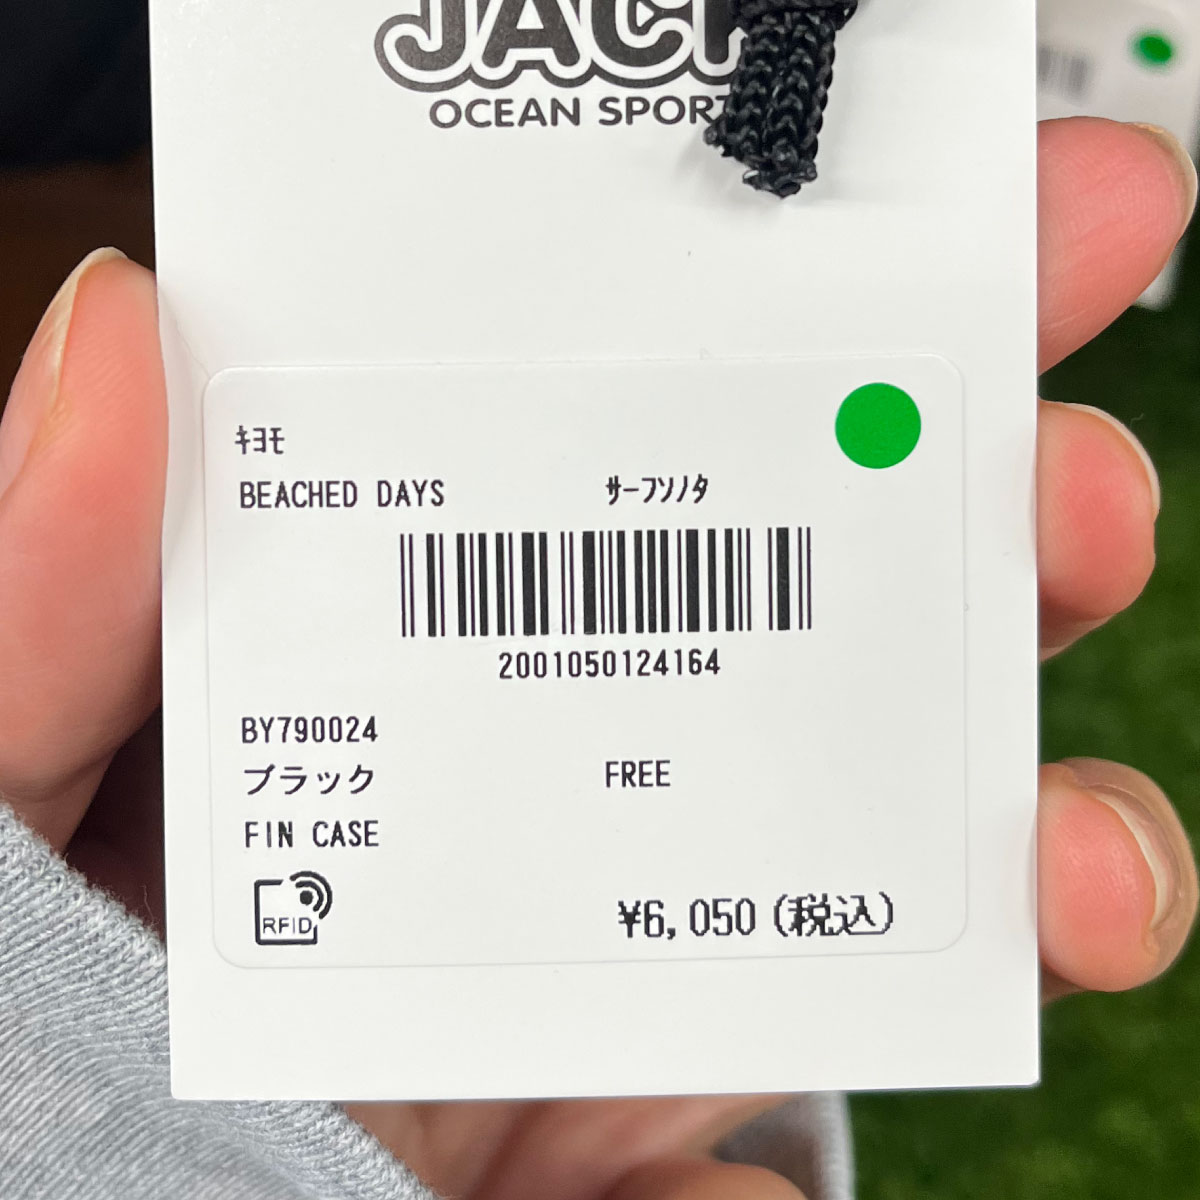 JACK
OCEAN SPORT
ｷﾖﾓ
BEACHED DAYS ｻｰﾌｿﾉﾀ
2001050124164
BY790024
ブラック FREE
FIN CASE
RFID
¥6,050(税込)